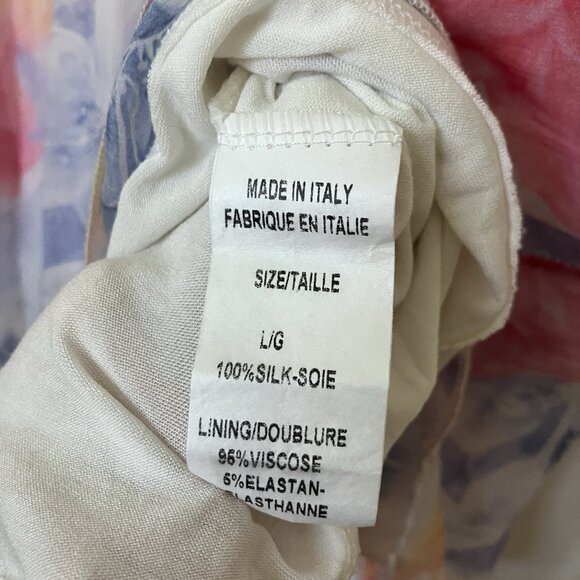 MADE IN ITALY
FABRIQUE EN ITALIE
SIZE/TAILLE
L/G
100%SILK-SOIE
LINING/DOUBLURE
95%VISCOSE
5%ELASTAN-
ELASTHANNE